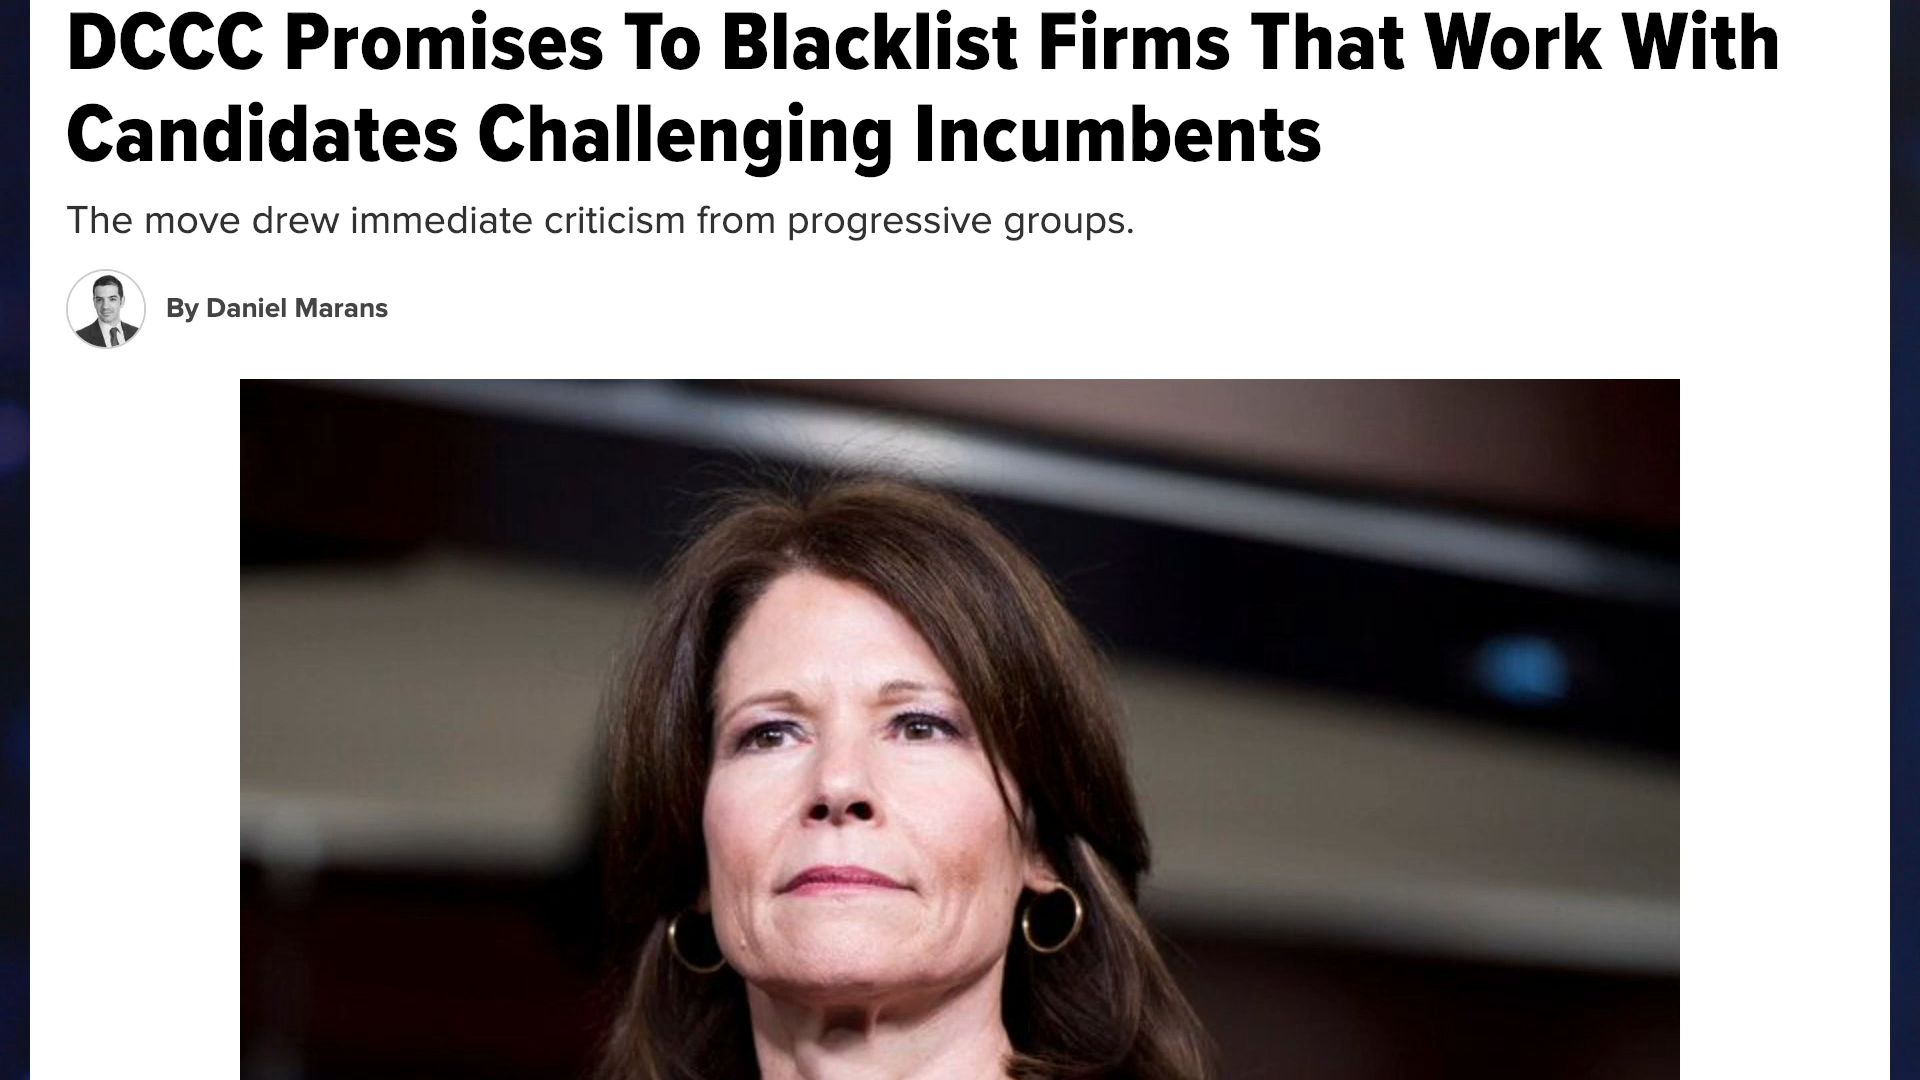 DCCC Promises To Blacklist Firms That Work With
Candidates Challenging Incumbents
The move drew immediate criticism from progressive groups.
By Daniel Marans